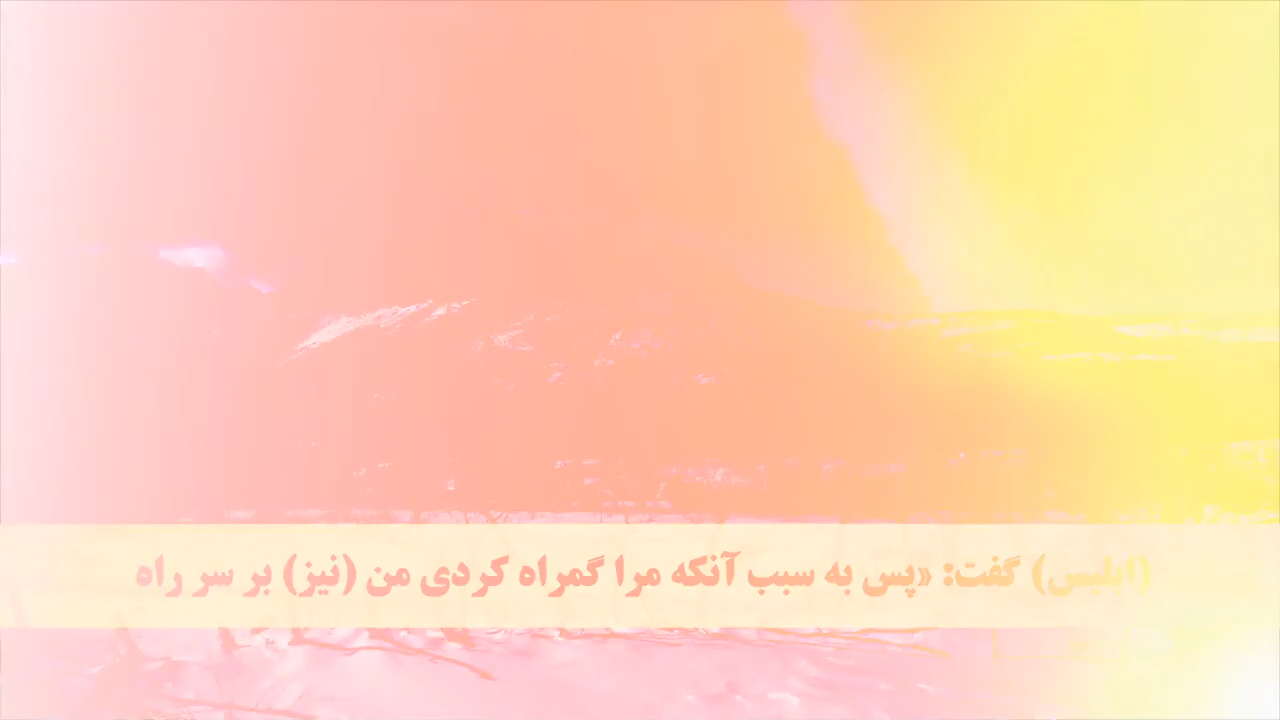 (ابلیس) گفت: «پس به سبب آنکه مرا گمراه کردی من (نیز) بر سر راه